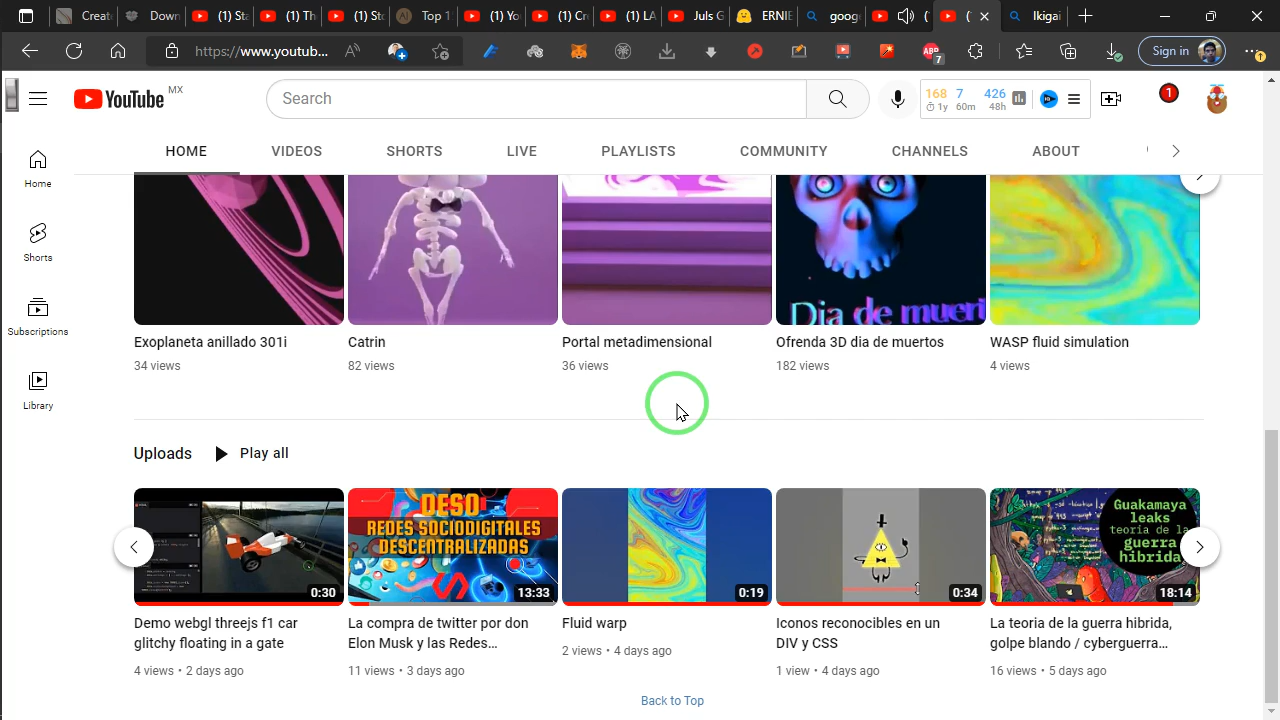 Create
Down
(1) Sta
(1) Th
(1) Sto
Top 1
(1) Yo
(1) Cr
(1) LA
Juls G
ERNIE
goog
(
(
Ikigai
https://www.youtub...
7
Sign in
YouTube MX
Search
168 7 426
1y 60m 48h
1
HOME VIDEOS SHORTS LIVE PLAYLISTS COMMUNITY CHANNELS ABOUT
Home
Shorts
Subscriptions
Library
Dia de muert
Exoplaneta anillado 301i
34 views
Catrin
82 views
Portal metadimensional
36 views
Ofrenda 3D dia de muertos
182 views
WASP fluid simulation
4 views
Uploads Play all
0:30
Demo webgl threejs f1 car
glitchy floating in a gate
4 views • 2 days ago
DESO
REDES SOCIODIGITALES
DESCENTRALIZADAS
13:33
La compra de twitter por don
Elon Musk y las Redes...
11 views • 3 days ago
0:19
Fluid warp
2 views • 4 days ago
0:34
Iconos reconocibles en un
DIV y CSS
1 view • 4 days ago
Guakamaya
leaks
teoria de la
guerra
hibrida
18:14
La teoria de la guerra hibrida,
golpe blando / cyberguerra...
16 views • 5 days ago
Back to Top